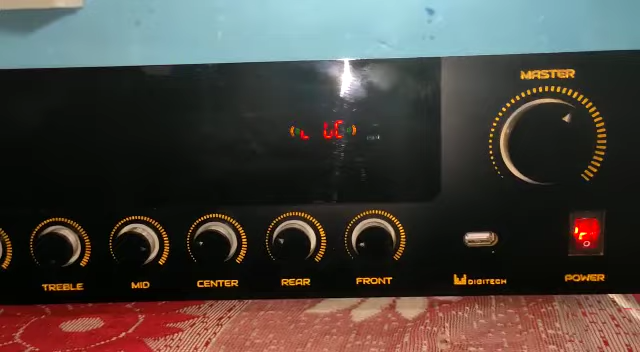 MASTER
TREBLE
MID
CENTER
REAR
FRONT
DIGITECH
POWER